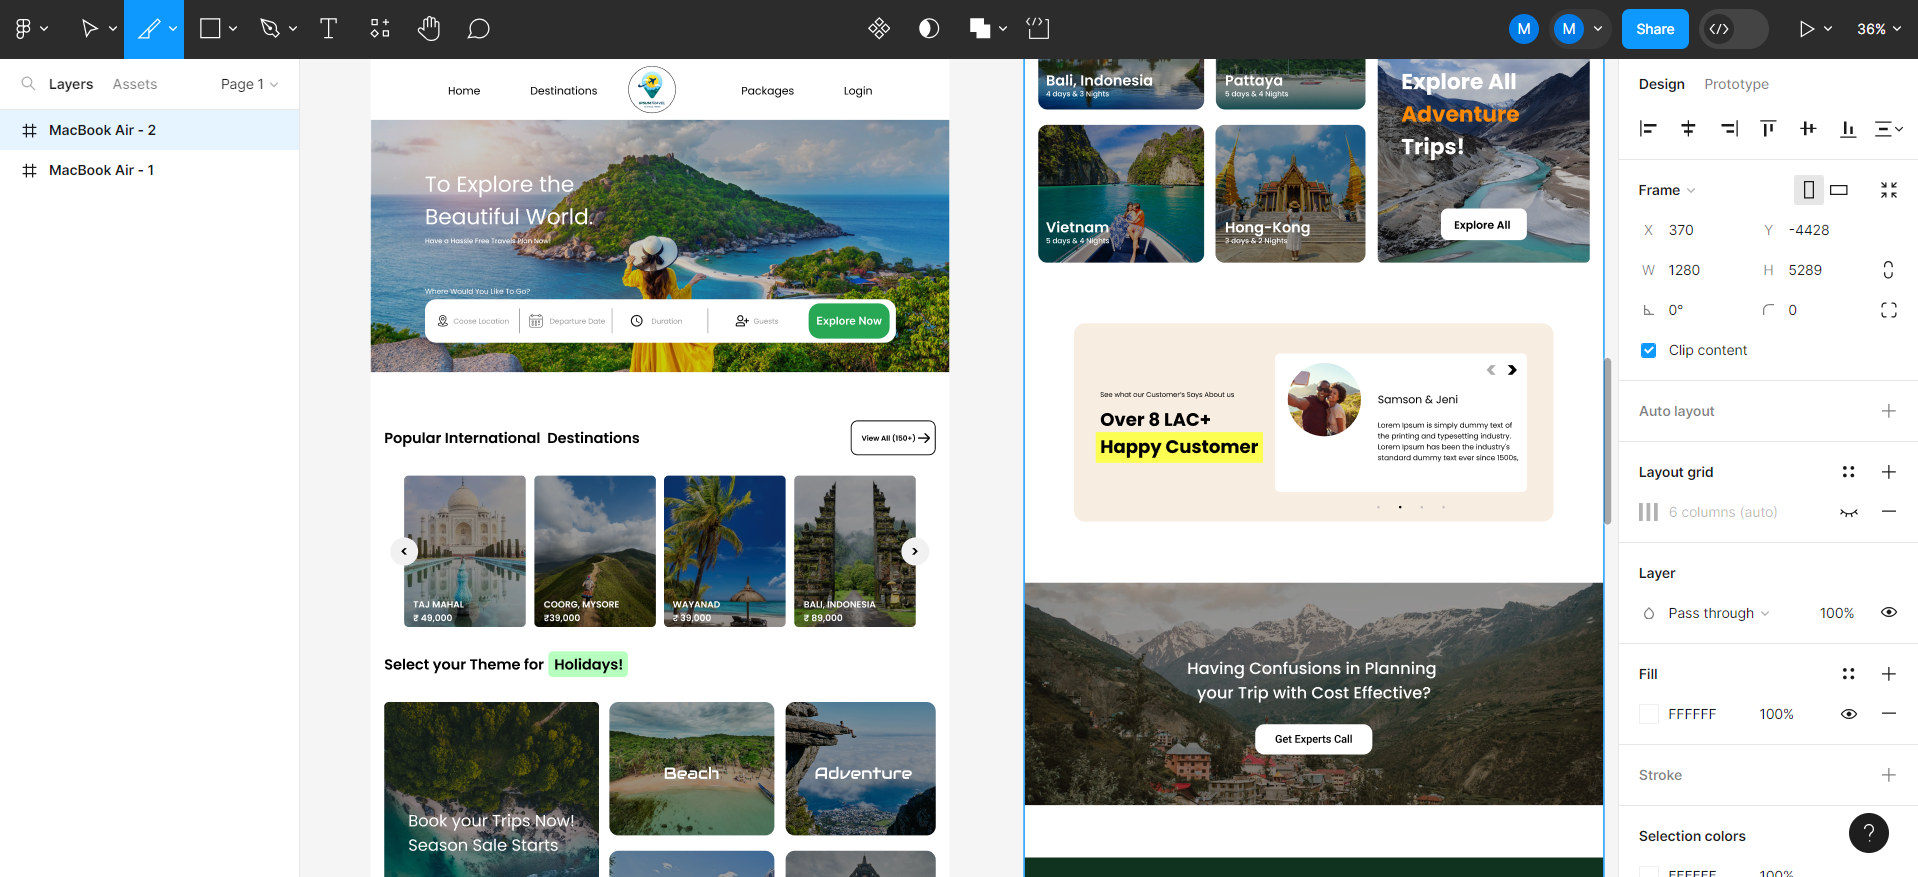 M
M
Share
36%
Layers
Assets
Page 1
MacBook Air - 2
MacBook Air - 1
Home
Destinations
Packages
Login
To Explore the
Beautiful World.
Have a Hassle Free Travels Plan Now!
Where Would You Like To Go?
Coose Location
Departure Date
Duration
Guests
Explore Now
Popular International Destinations
View All (150+)
TAJ MAHAL
₹ 49,000
COORG, MYSORE
₹39,000
WAYANAD
₹ 39,000
BALI, INDONESIA
₹ 89,000
Select your Theme for Holidays!
Book your Trips Now!
Season Sale Starts
Beach
Adventure
Bali, Indonesia
4 days & 3 Nights
Pattaya
5 days & 4 Nights
Vietnam
5 days & 4 Nights
Hong-Kong
3 days & 2 Nights
Explore All
Adventure
Trips!
Explore All
See what our Customer's Says About us
Over 8 LAC+
Happy Customer
Samson & Jeni
Lorem Ipsum is simply dummy text of
the printing and typesetting industry.
Lorem Ipsum has been the industry's
standard dummy text ever since 1500s,
Having Confusions in Planning
your Trip with Cost Effective?
Get Experts Call
Design
Prototype
Frame
X 370
Y -4428
W 1280
H 5289
0°
0
Clip content
Auto layout
Layout grid
6 columns (auto)
Layer
Pass through
100%
Fill
FFFFFF
100%
Stroke
Selection colors
FFFFFF
100%
?